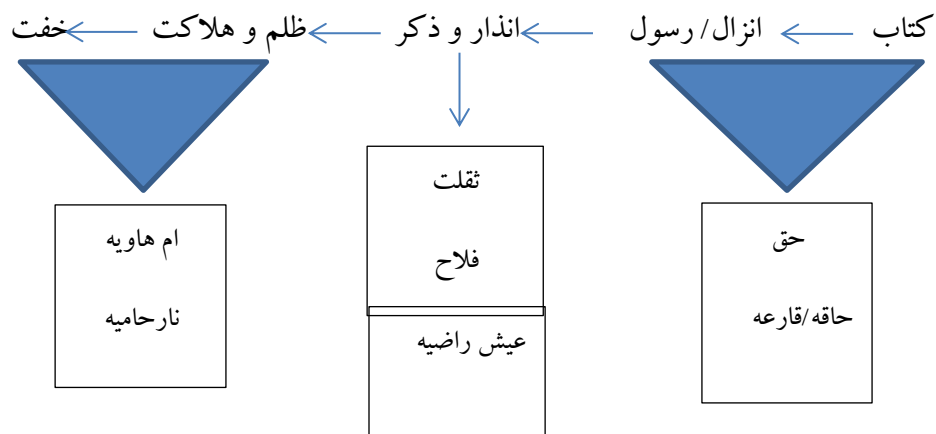 کتاب انزال/رسول انذار و ذکر ظلم و هلاکت خفت
حق
حاقه/قارعه
ثقلت
فلاح
عیش راضیه
ام هاویه
نارحامیه